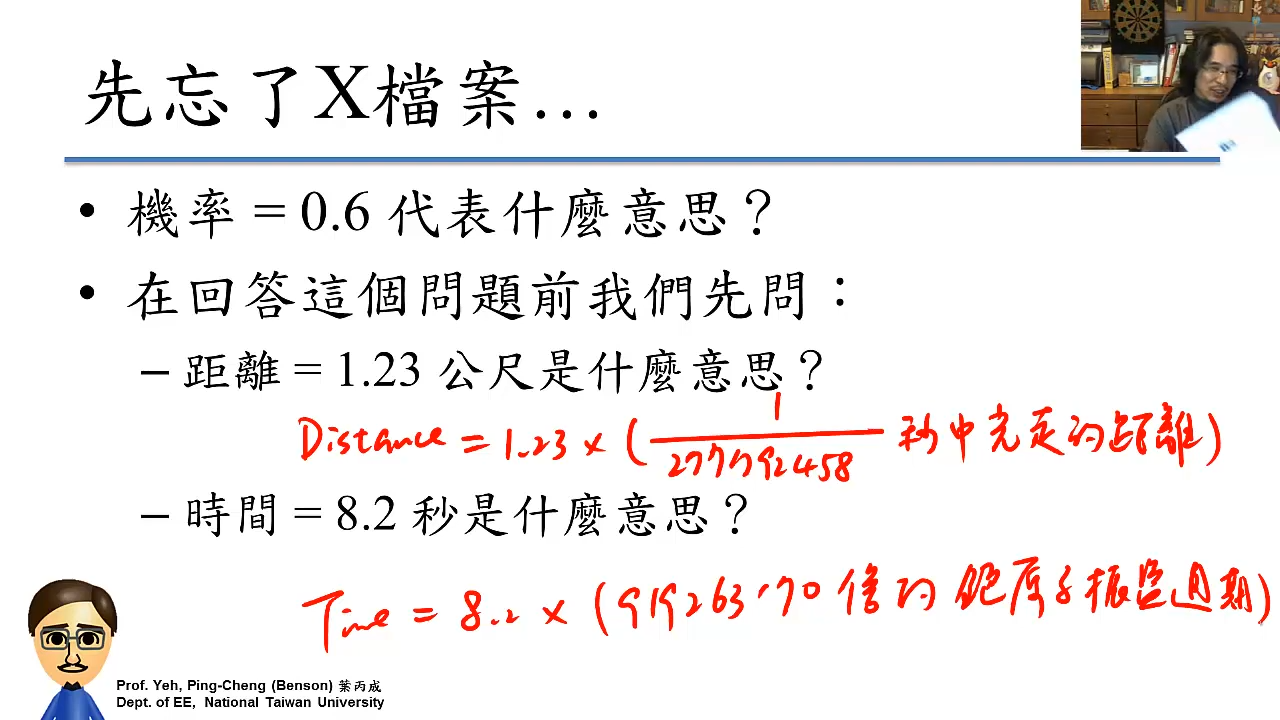 先忘了X檔案…
• 機率 = 0.6 代表什麼意思？
• 在回答這個問題前我們先問：
– 距離 = 1.23 公尺是什麼意思？
Distance = 1.23 × ( 1 / 299792458 秒中光走的距離 )
– 時間 = 8.2 秒是什麼意思？
Time = 8.2 × ( 9192631770 倍的 銫原子振盪週期 )
Prof. Yeh, Ping-Cheng (Benson) 葉丙成
Dept. of EE, National Taiwan University